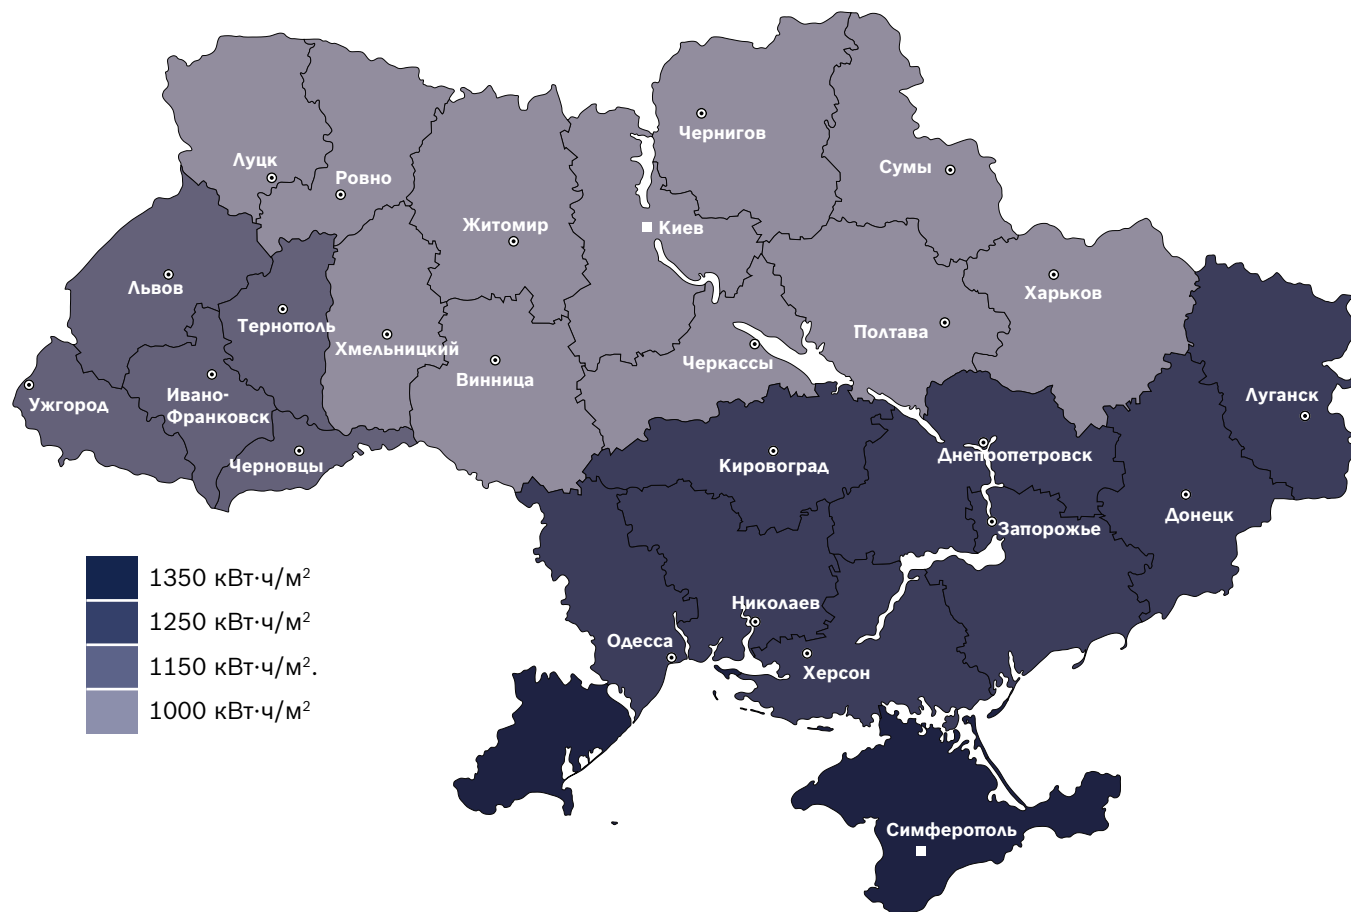 Чернигов
Луцк
Ровно
Сумы
Житомир
Киев
Львов
Тернополь
Харьков
Полтава
Хмельницкий
Винница
Черкассы
Ужгород
Ивано-
Франковск
Луганск
Черновцы
Кировоград
Днепропетровск
Донецк
Запорожье
Николаев
Одесса
Херсон
1350 кВт·ч/м²
1250 кВт·ч/м²
1150 кВт·ч/м².
1000 кВт·ч/м²
Симферополь